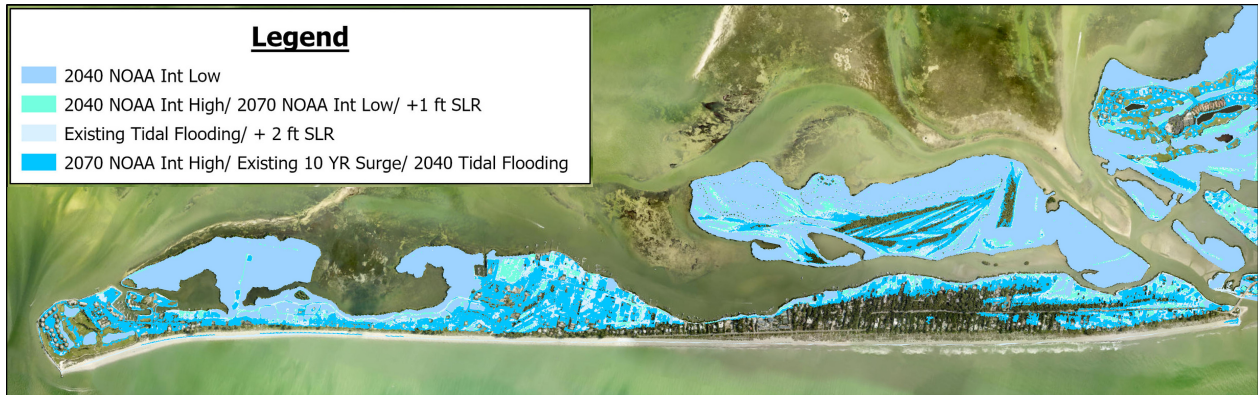 Legend
2040 NOAA Int Low
2040 NOAA Int High/ 2070 NOAA Int Low/ +1 ft SLR
Existing Tidal Flooding/ + 2 ft SLR
2070 NOAA Int High/ Existing 10 YR Surge/ 2040 Tidal Flooding